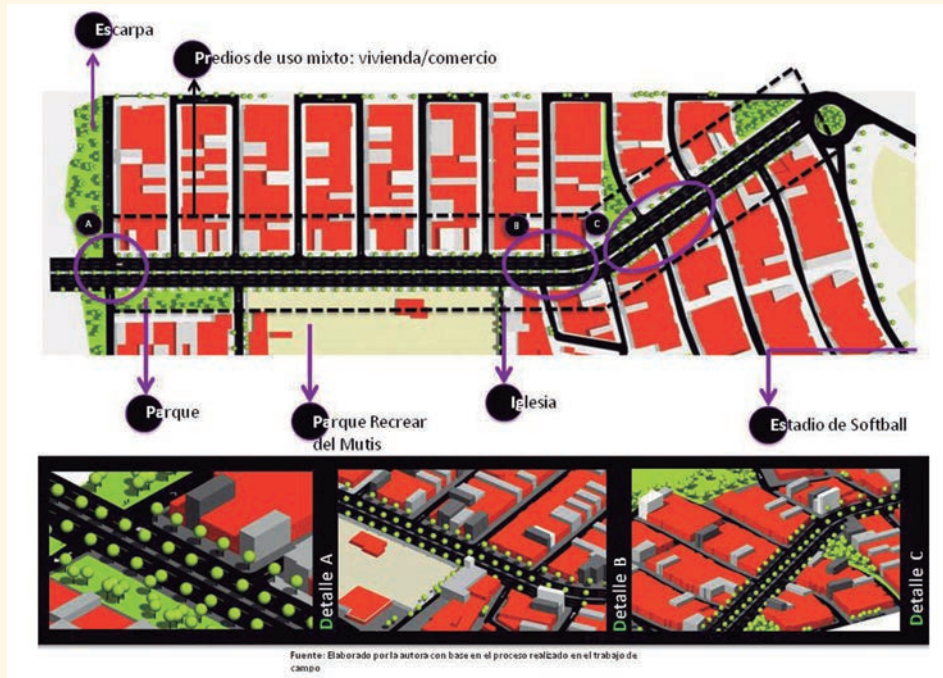 Escarpa
Predios de uso mixto: vivienda/comercio
A
B
C
Parque
Parque Recrear
del Mutis
Iglesia
Estadio de Softball
Detalle A
Detalle B
Detalle C
Fuente: Elaborado por la autora con base en el proceso realizado en el trabajo de
campo